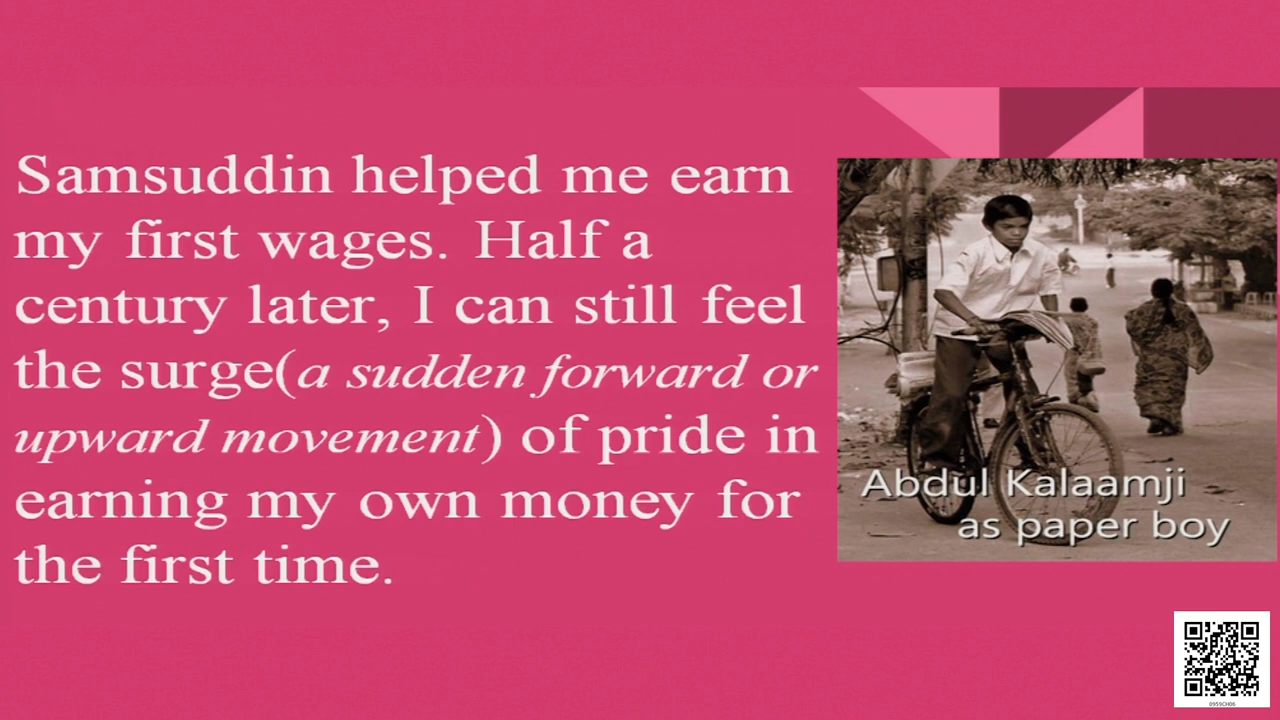 Samsuddin helped me earn
my first wages. Half a
century later, I can still feel
the surge(a sudden forward or
upward movement) of pride in
earning my own money for
the first time.
Abdul Kalaamji
as paper boy
0959CH06